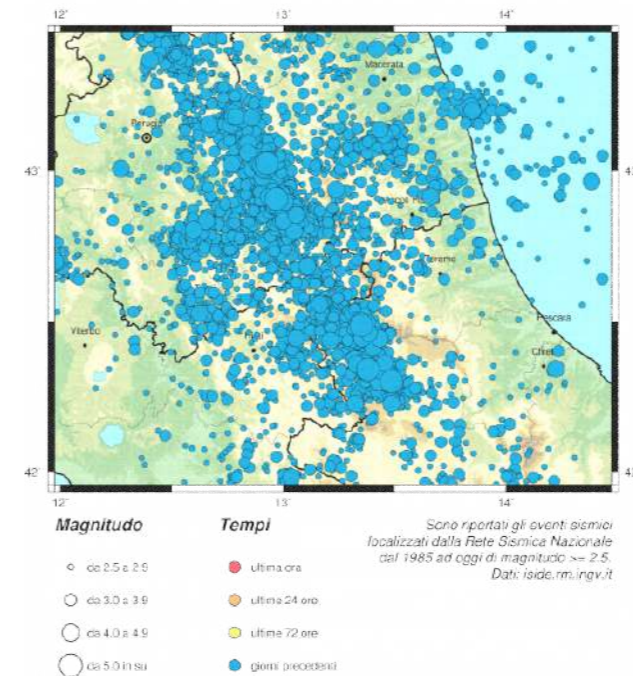 12˚ 13˚ 14˚
Macerata
Perugia
43˚ 43˚
Teramo
Viterbo
Pescara
Chieti
42˚ 42˚
12˚ 13˚ 14˚
Magnitudo
da 2.5 a 2.9
da 3.0 a 3.9
da 4.0 a 4.9
da 5.0 in su
Tempi
ultima ora
ultime 24 ore
ultime 72 ore
giorni precedenti
Sono riportati gli eventi sismici
localizzati dalla Rete Sismica Nazionale
dal 1985 ad oggi di magnitudo >= 2.5.
Dati: iside.rm.ingv.it